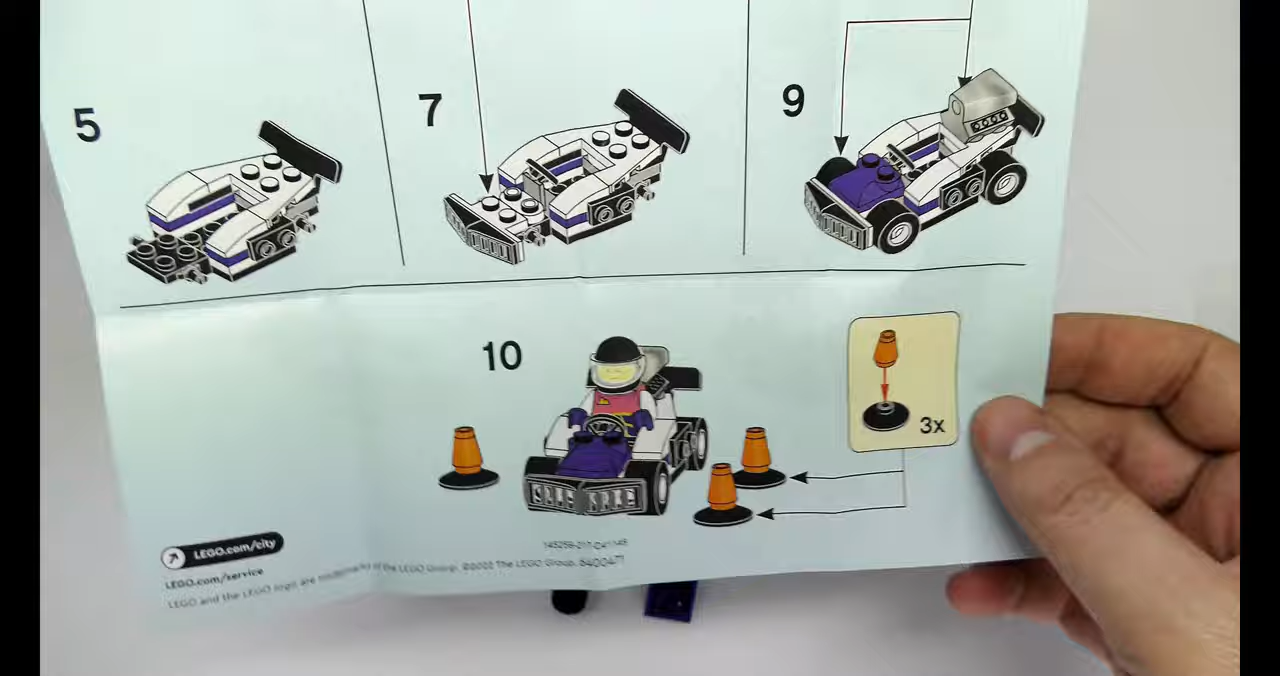 5
7
9
10
3x
LEGO.com/city
LEGO.com/service
LEGO and the LEGO logo are trademarks of the LEGO Group. ©2022 The LEGO Group. 6400471